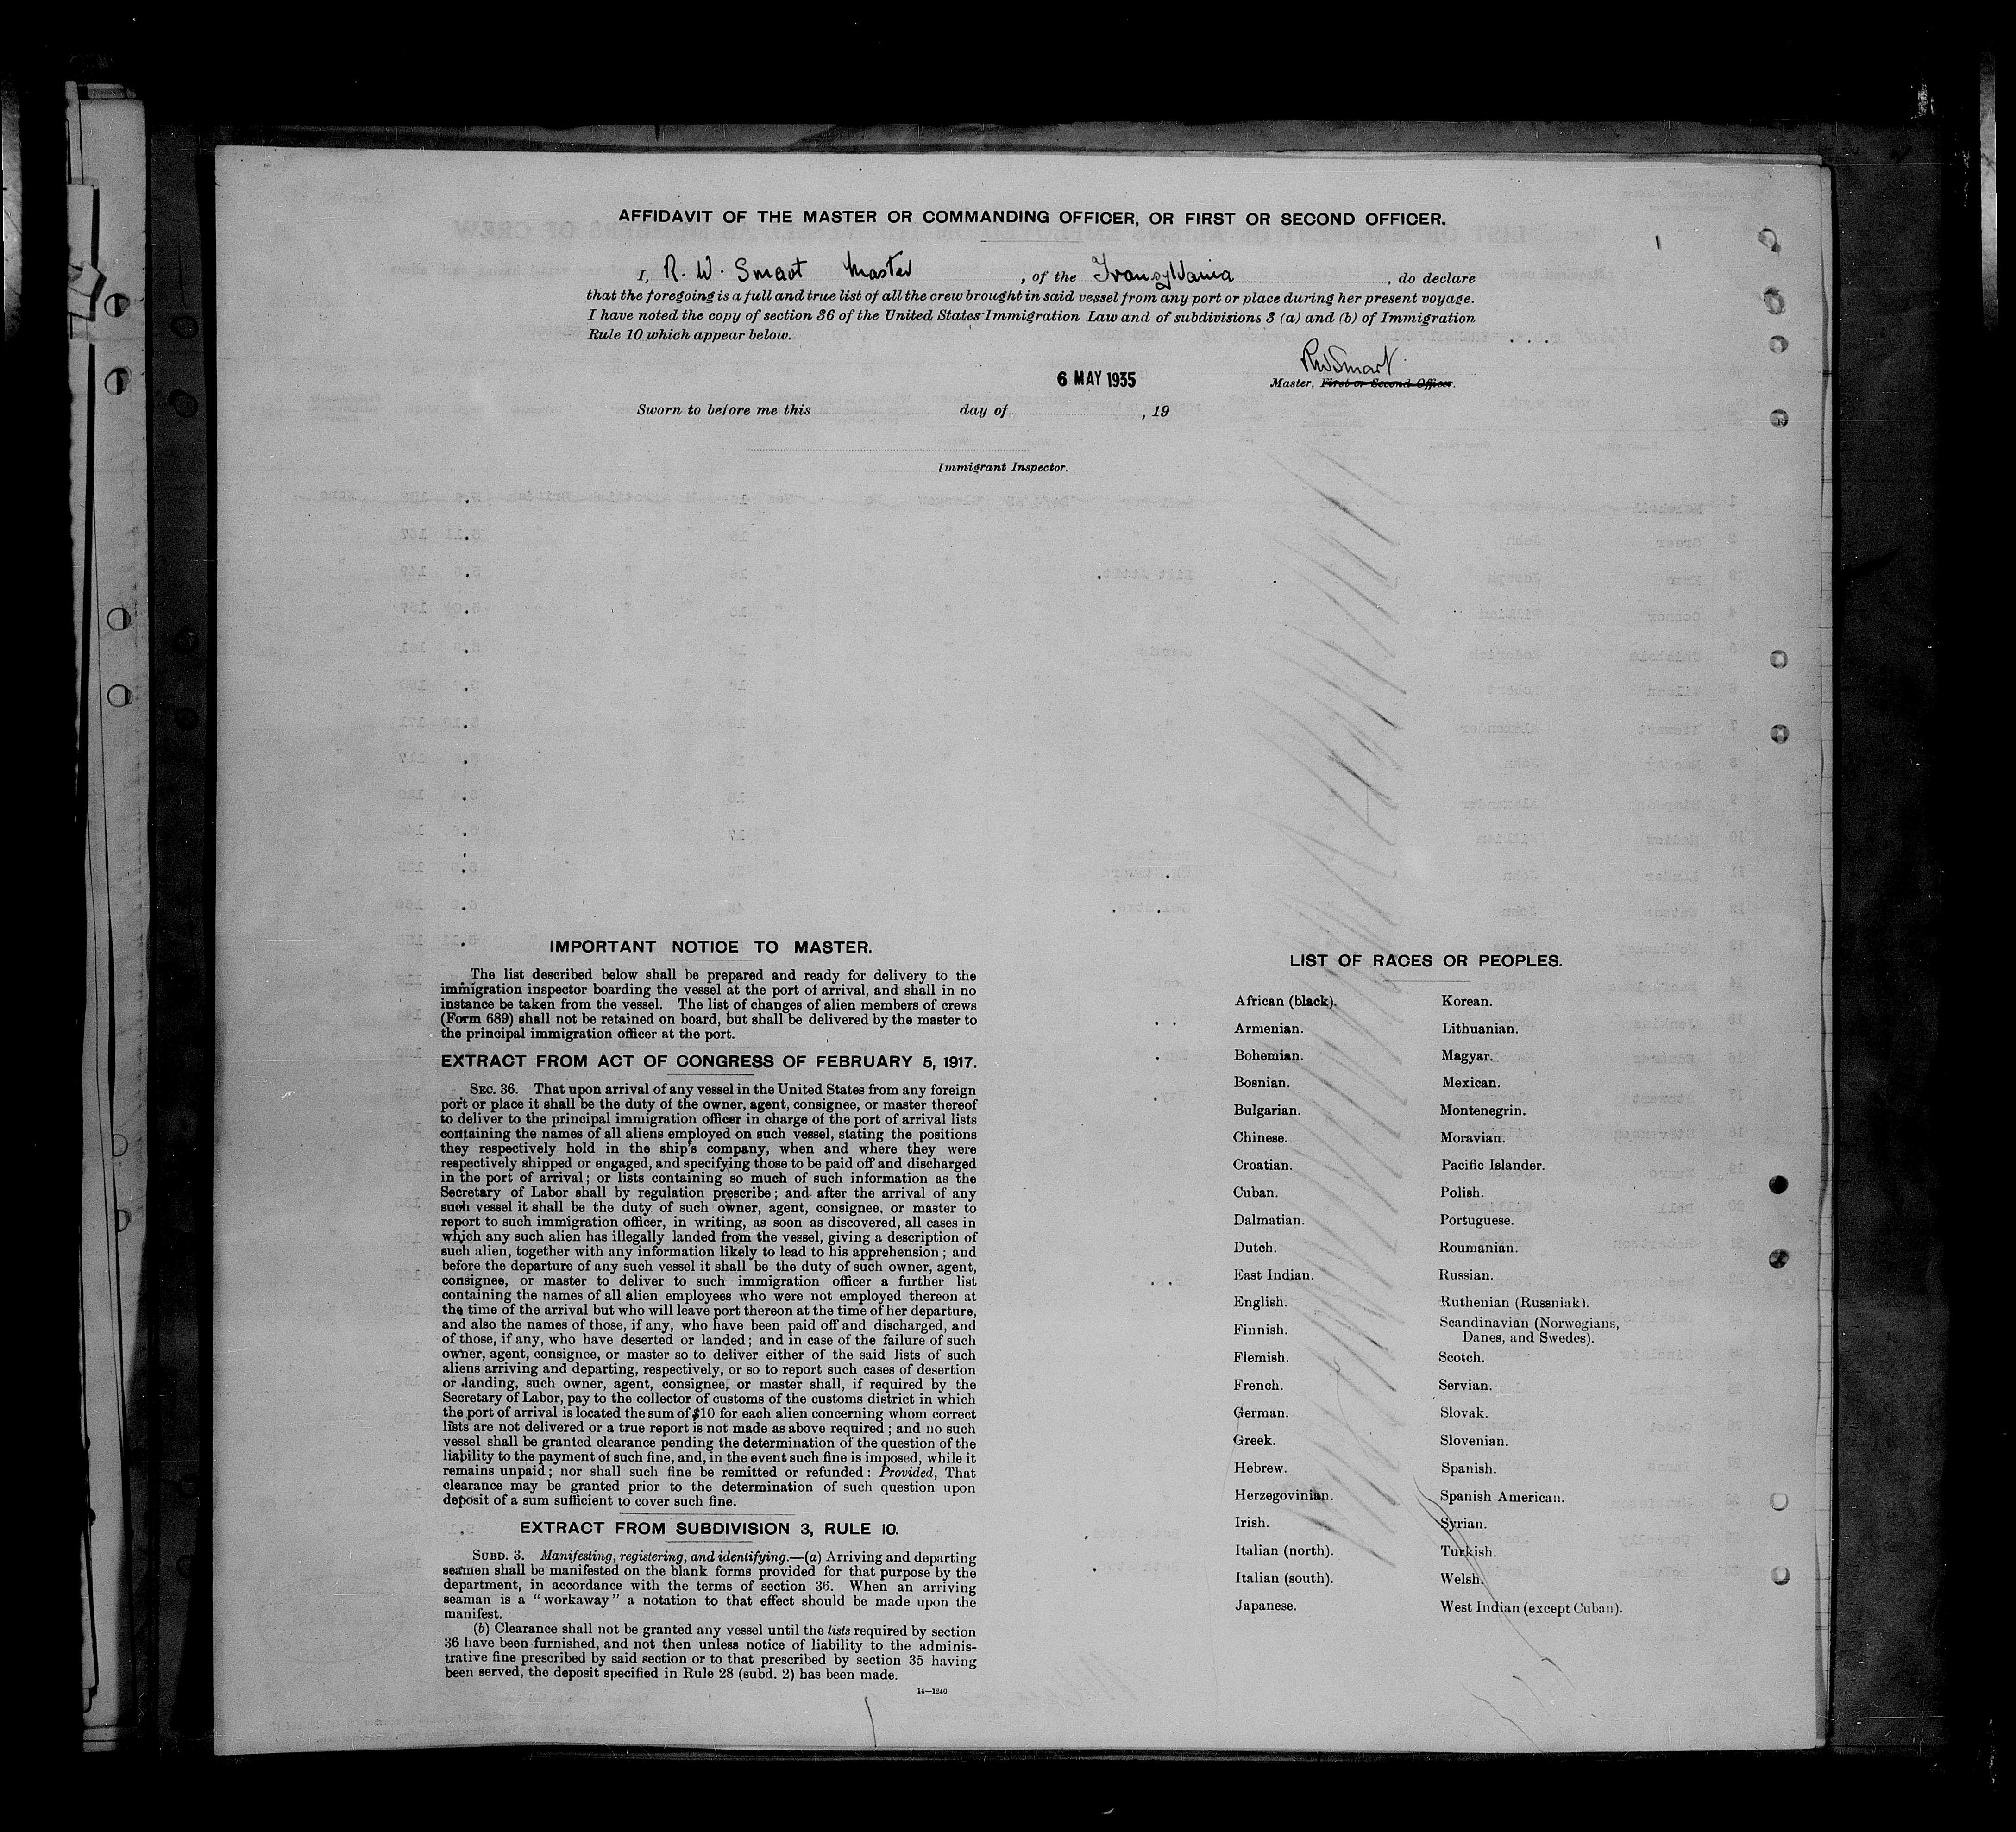 AFFIDAVIT OF THE MASTER OR COMMANDING OFFICER, OR FIRST OR SECOND OFFICER.
I, R. W. Smart Master, of the Transylvania, do declare
that the foregoing is a full and true list of all the crew brought in said vessel from any port or place during her present voyage.
I have noted the copy of section 36 of the United States Immigration Law and of subdivisions 3 (a) and (b) of Immigration
Rule 10 which appear below.
RWSmart
6 MAY 1935
Master, First or Second Officer.
Sworn to before me this day of , 19
Immigrant Inspector.
IMPORTANT NOTICE TO MASTER.
The list described below shall be prepared and ready for delivery to the
immigration inspector boarding the vessel at the port of arrival, and shall in no
instance be taken from the vessel. The list of changes of alien members of crews
(Form 689) shall not be retained on board, but shall be delivered by the master to
the principal immigration officer at the port.
EXTRACT FROM ACT OF CONGRESS OF FEBRUARY 5, 1917.
SEC. 36. That upon arrival of any vessel in the United States from any foreign
port or place it shall be the duty of the owner, agent, consignee, or master thereof
to deliver to the principal immigration officer in charge of the port of arrival lists
containing the names of all aliens employed on such vessel, stating the positions
they respectively hold in the ship's company, when and where they were
respectively shipped or engaged, and specifying those to be paid off and discharged
in the port of arrival; or lists containing so much of such information as the
Secretary of Labor shall by regulation prescribe; and after the arrival of any
such vessel it shall be the duty of such owner, agent, consignee, or master to
report to such immigration officer, in writing, as soon as discovered, all cases in
which any such alien has illegally landed from the vessel, giving a description of
such alien, together with any information likely to lead to his apprehension; and
before the departure of any such vessel it shall be the duty of such owner, agent,
consignee, or master to deliver to such immigration officer a further list
containing the names of all alien employees who were not employed thereon at
the time of the arrival but who will leave port thereon at the time of her departure,
and also the names of those, if any, who have been paid off and discharged, and
of those, if any, who have deserted or landed; and in case of the failure of such
owner, agent, consignee, or master so to deliver either of the said lists of such
aliens arriving and departing, respectively, or so to report such cases of desertion
or landing, such owner, agent, consignee, or master shall, if required by the
Secretary of Labor, pay to the collector of customs of the customs district in which
the port of arrival is located the sum of $10 for each alien concerning whom correct
lists are not delivered or a true report is not made as above required; and no such
vessel shall be granted clearance pending the determination of the question of the
liability to the payment of such fine, and, in the event such fine is imposed, while it
remains unpaid; nor shall such fine be remitted or refunded: Provided, That
clearance may be granted prior to the determination of such question upon
deposit of a sum sufficient to cover such fine.
EXTRACT FROM SUBDIVISION 3, RULE 10.
SUBD. 3. Manifesting, registering, and identifying.—(a) Arriving and departing
seamen shall be manifested on the blank forms provided for that purpose by the
department, in accordance with the terms of section 36. When an arriving
seaman is a "workaway" a notation to that effect should be made upon the
manifest.
(b) Clearance shall not be granted any vessel until the lists required by section
36 have been furnished, and not then unless notice of liability to the adminis-
trative fine prescribed by said section or to that prescribed by section 35 having
been served, the deposit specified in Rule 28 (subd. 2) has been made.
14—1240
LIST OF RACES OR PEOPLES.
African (black).
Armenian.
Bohemian.
Bosnian.
Bulgarian.
Chinese.
Croatian.
Cuban.
Dalmatian.
Dutch.
East Indian.
English.
Finnish.
Flemish.
French.
German.
Greek.
Hebrew.
Herzegovinian.
Irish.
Italian (north).
Italian (south).
Japanese.
Korean.
Lithuanian.
Magyar.
Mexican.
Montenegrin.
Moravian.
Pacific Islander.
Polish.
Portuguese.
Roumanian.
Russian.
Ruthenian (Russniak).
Scandinavian (Norwegians,
Danes, and Swedes).
Scotch.
Servian.
Slovak.
Slovenian.
Spanish.
Spanish American.
Syrian.
Turkish.
Welsh.
West Indian (except Cuban).